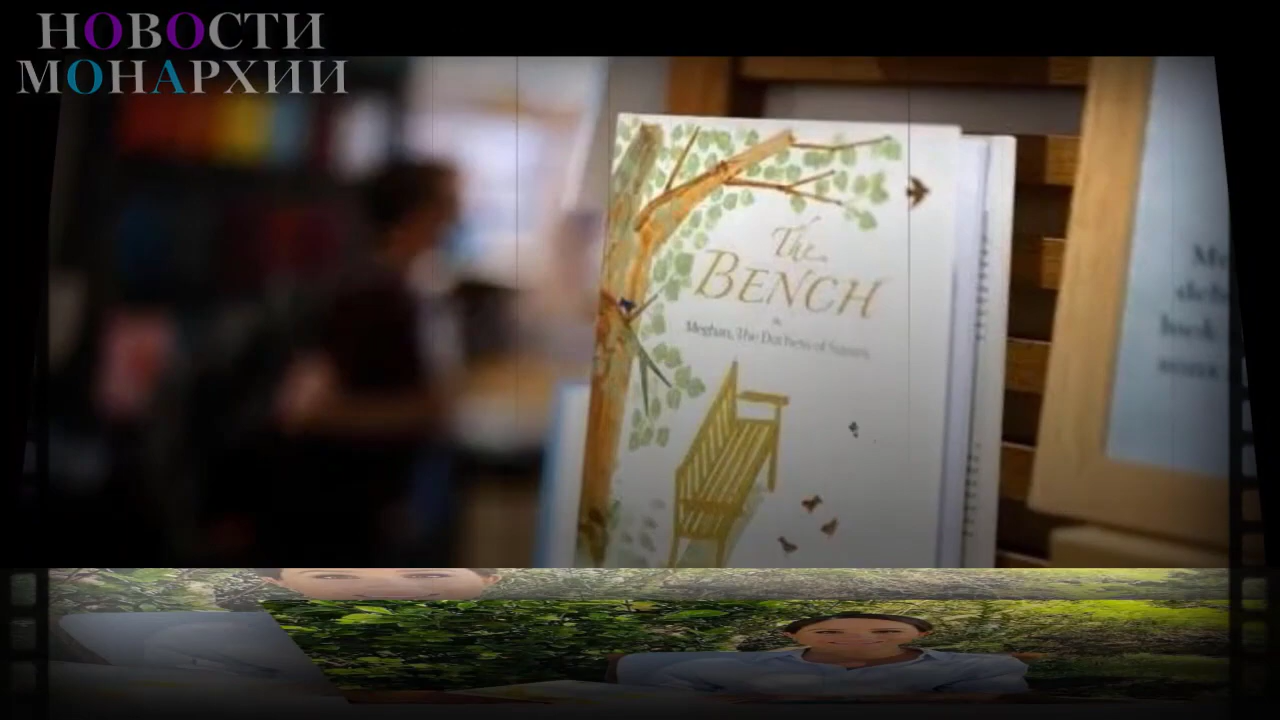 НОВОСТИ
МОНАРХИИ
The
BENCH
Meghan, The Duchess of Sussex